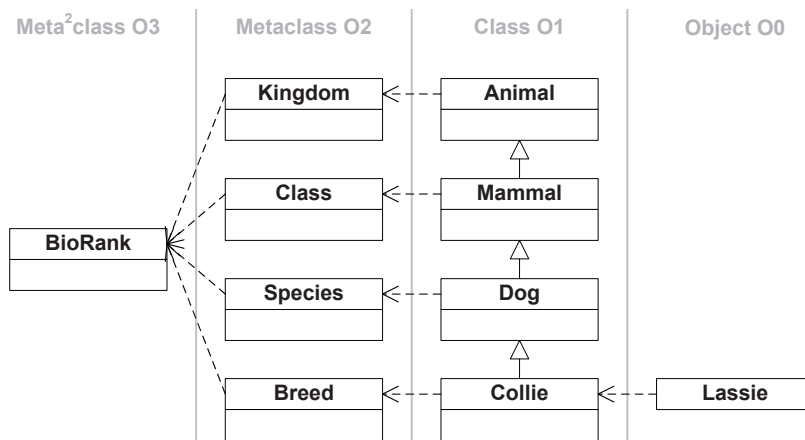 Meta²class O3 Metaclass O2 Class O1 Object O0
Kingdom Animal
Class Mammal
BioRank
Species Dog
Breed Collie Lassie